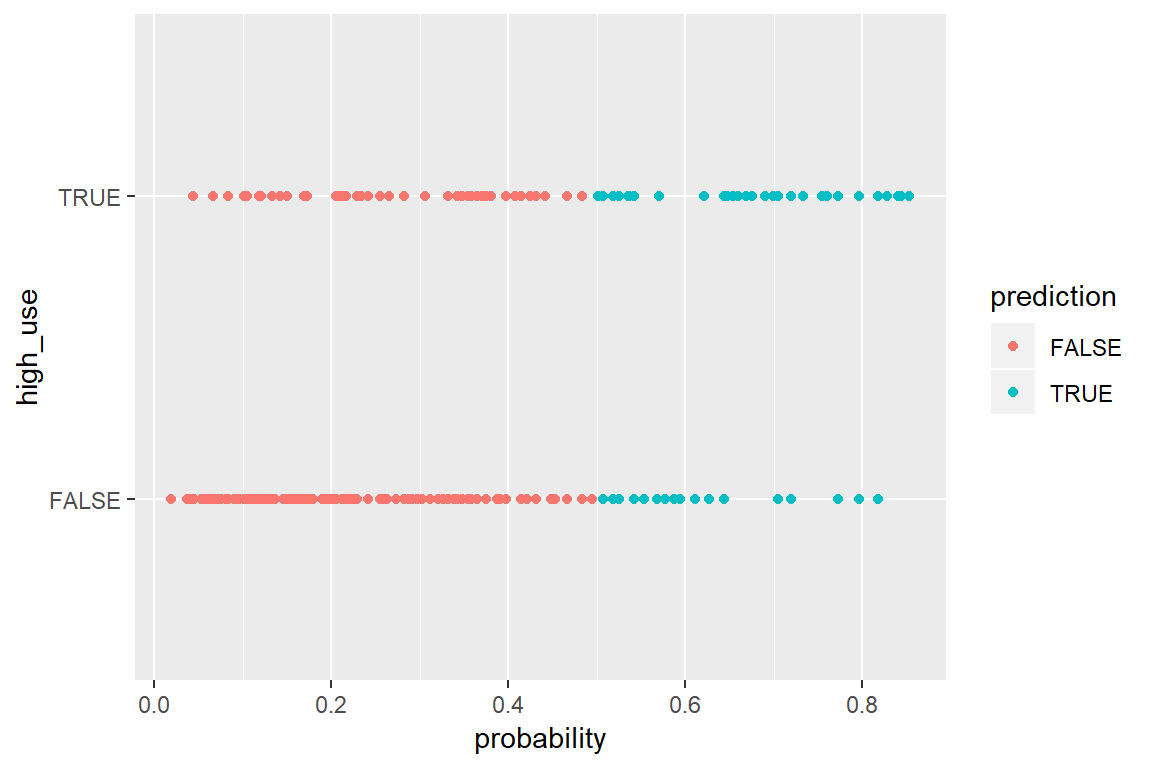 high_use
TRUE
FALSE
0.0 0.2 0.4 0.6 0.8
probability
prediction
FALSE
TRUE